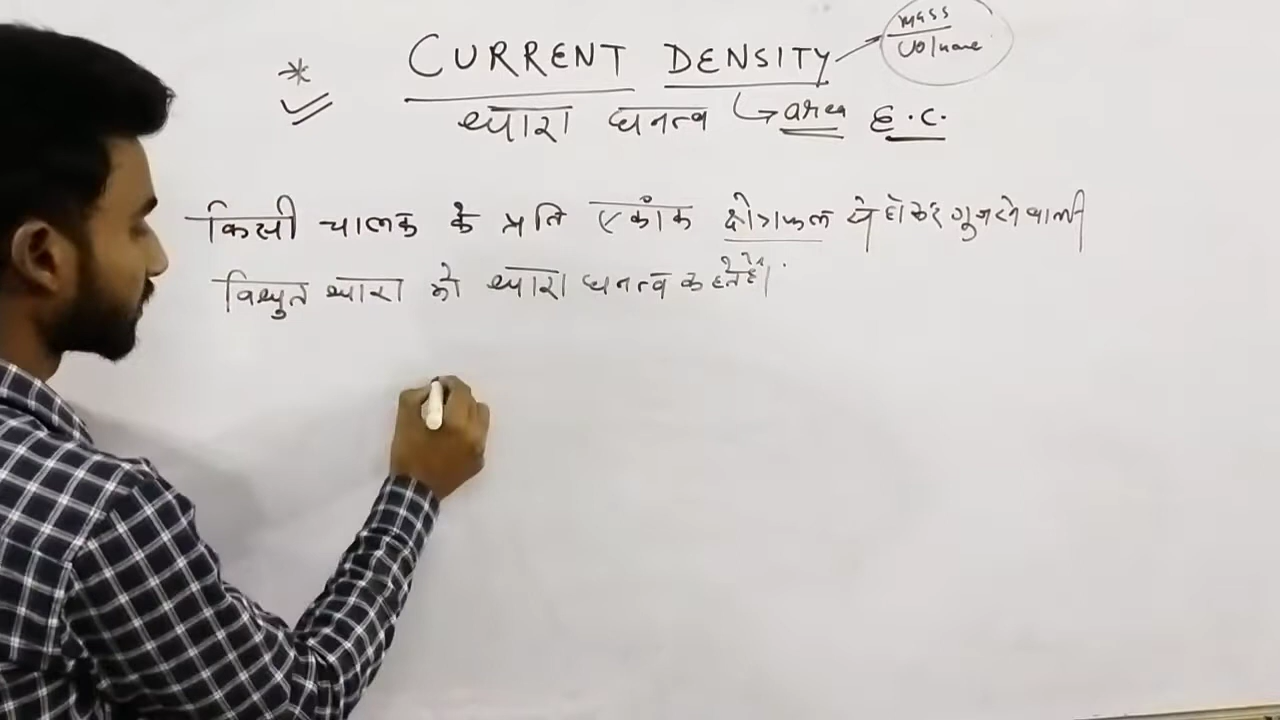 mass
volume
* CURRENT DENSITY
धारा घनत्व ↳ area E.C.
किसी चालक के प्रति एकांक क्षेत्रफल से होकर गुजरने वाली
विधुत धारा को धारा घनत्व कहते है।